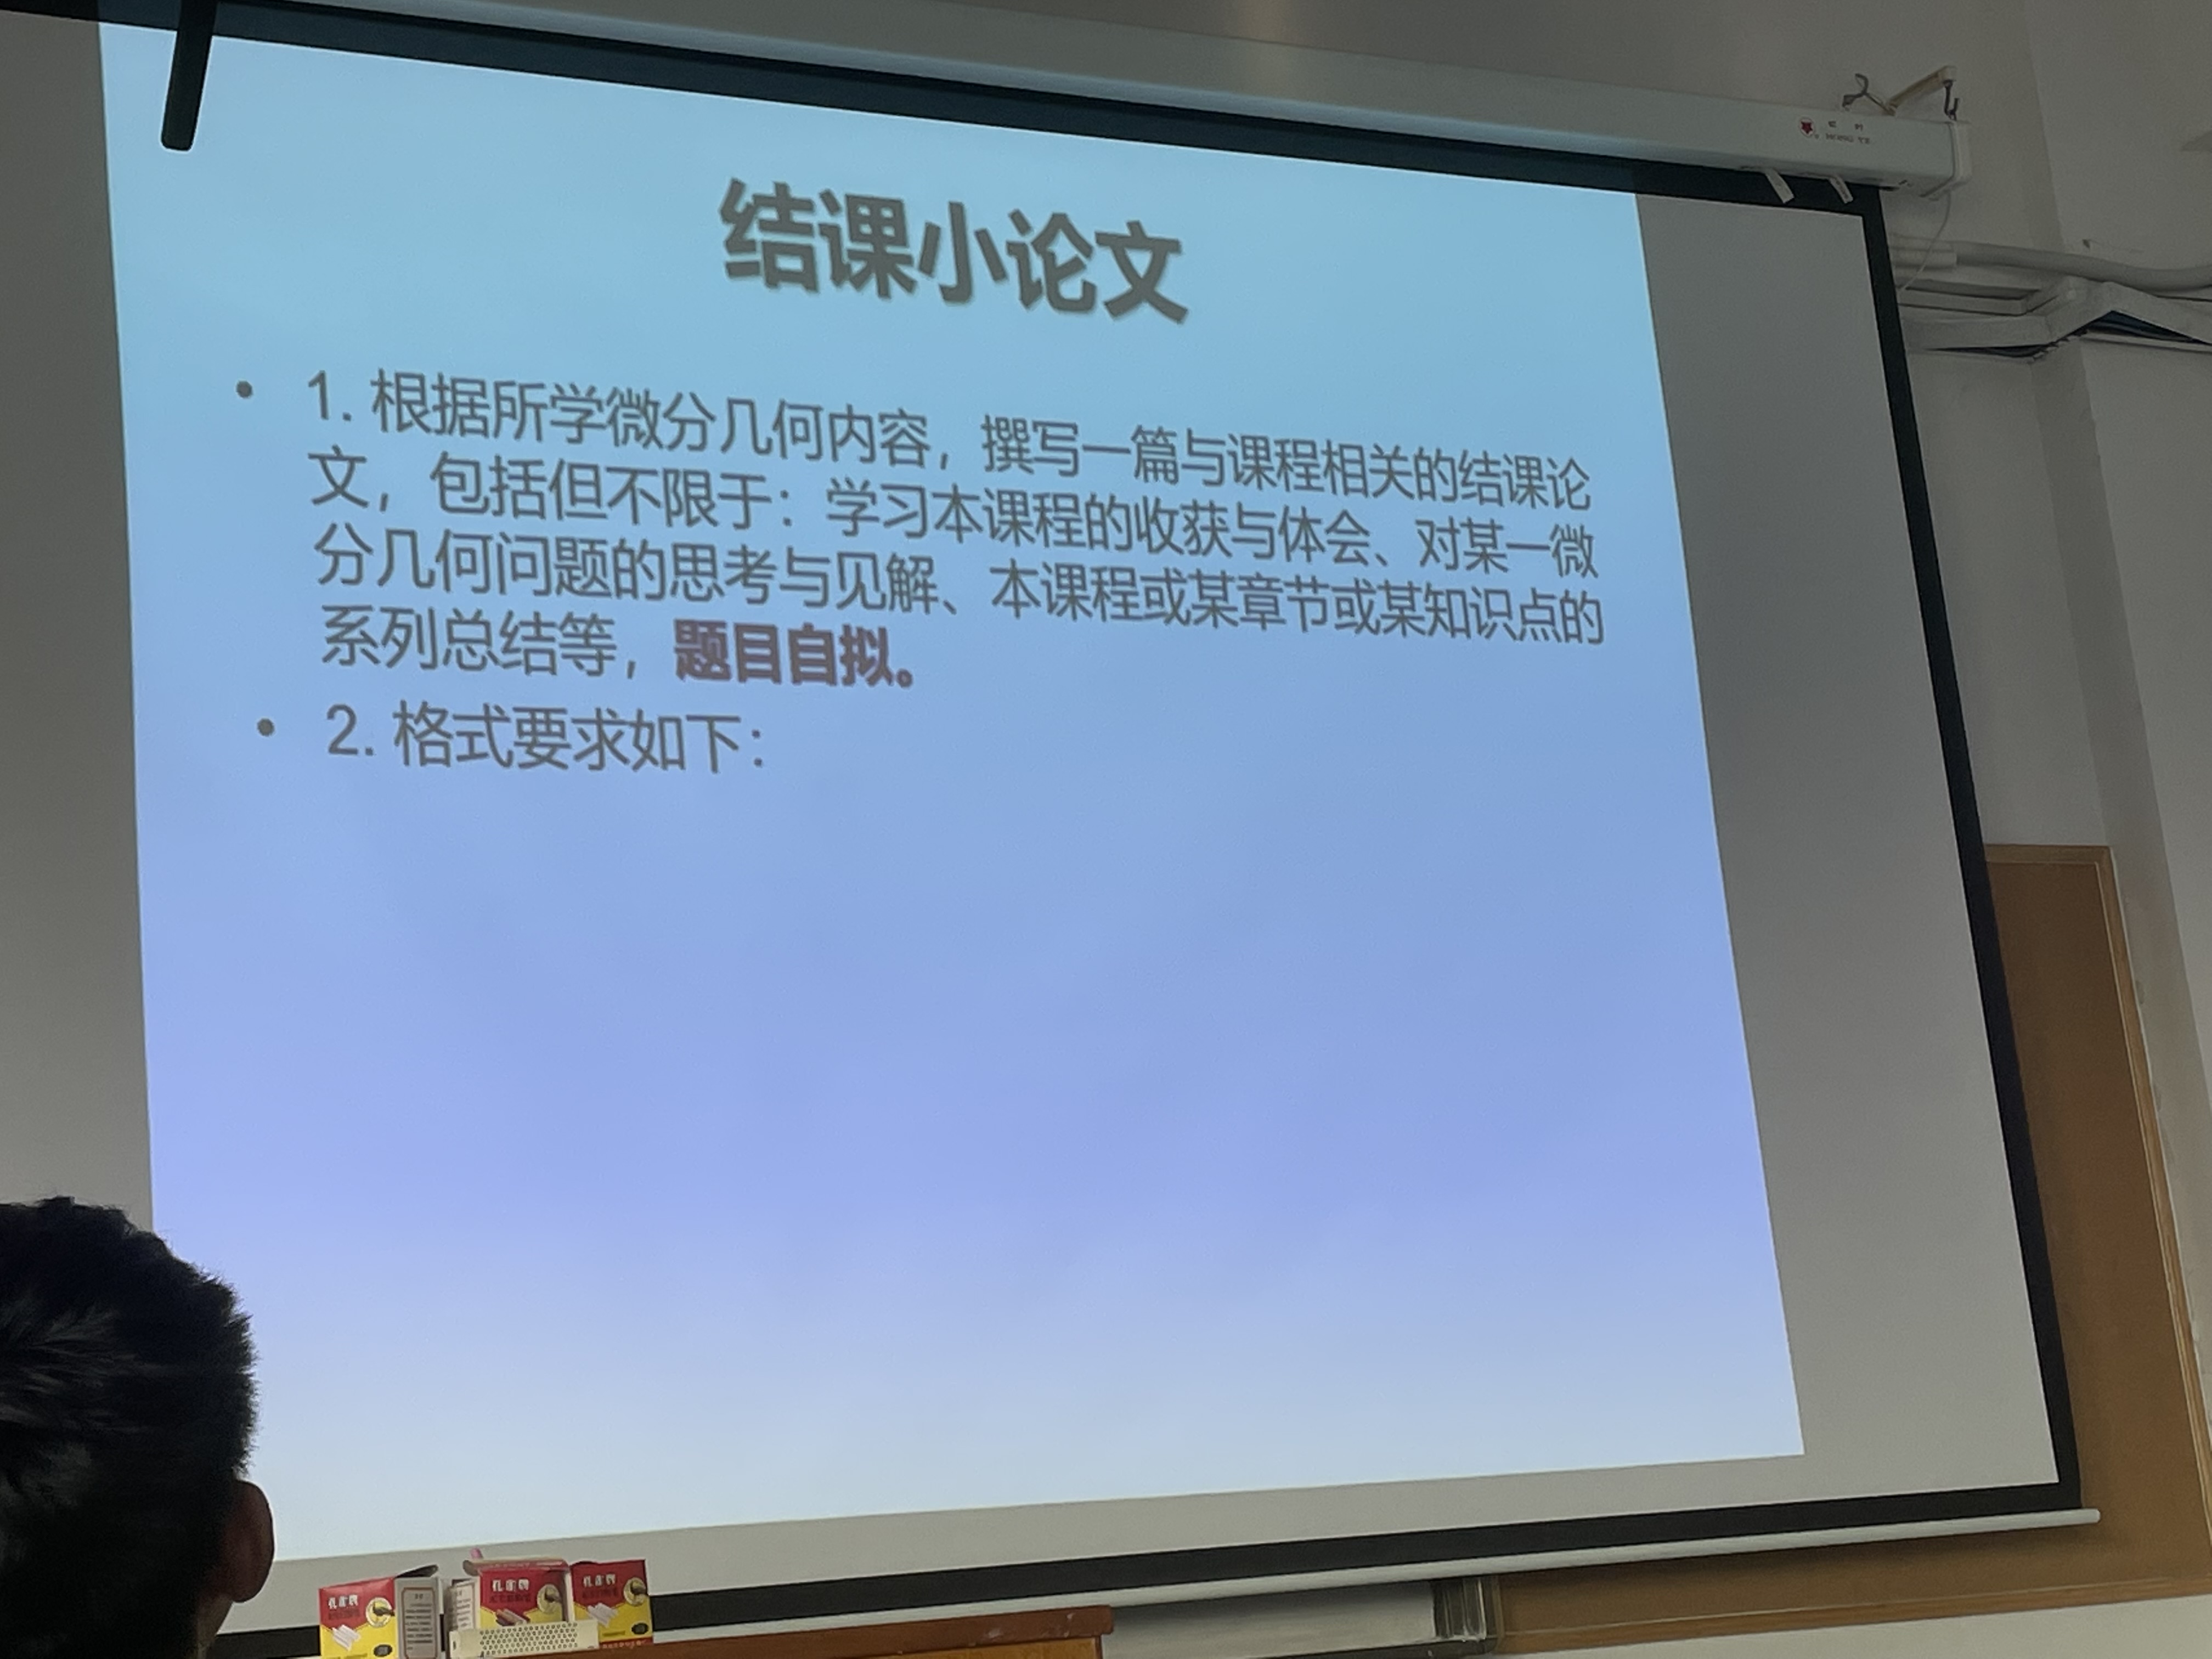 结课小论文
• 1. 根据所学微分几何内容，撰写一篇与课程相关的结课论
文，包括但不限于：学习本课程的收获与体会、对某一微
分几何问题的思考与见解、本课程或某章节或某知识点的
系列总结等，题目自拟。
• 2. 格式要求如下：
孔雀牌
孔雀牌
孔雀牌